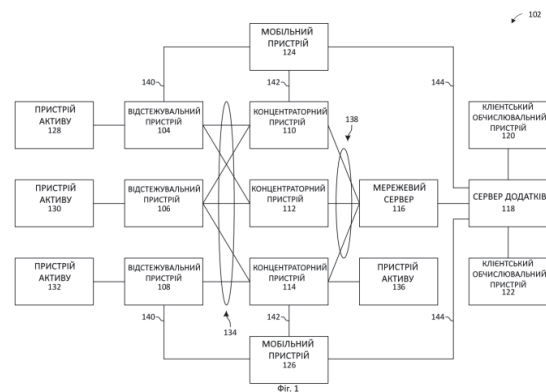 102
МОБІЛЬНИЙ
ПРИСТРІЙ
124
140
142
144
ПРИСТРІЙ
АКТИВУ
128
ВІДСТЕЖУВАЛЬНИЙ
ПРИСТРІЙ
104
КОНЦЕНТРАТОРНИЙ
ПРИСТРІЙ
110
138
КЛІЄНТСЬКИЙ
ОБЧИСЛЮВАЛЬНИЙ
ПРИСТРІЙ
120
ПРИСТРІЙ
АКТИВУ
130
ВІДСТЕЖУВАЛЬНИЙ
ПРИСТРІЙ
106
КОНЦЕНТРАТОРНИЙ
ПРИСТРІЙ
112
МЕРЕЖЕВИЙ
СЕРВЕР
116
СЕРВЕР ДОДАТКІВ
118
ПРИСТРІЙ
АКТИВУ
132
ВІДСТЕЖУВАЛЬНИЙ
ПРИСТРІЙ
108
КОНЦЕНТРАТОРНИЙ
ПРИСТРІЙ
114
ПРИСТРІЙ
АКТИВУ
136
КЛІЄНТСЬКИЙ
ОБЧИСЛЮВАЛЬНИЙ
ПРИСТРІЙ
122
140
134
142
144
МОБІЛЬНИЙ
ПРИСТРІЙ
126
Фіг. 1